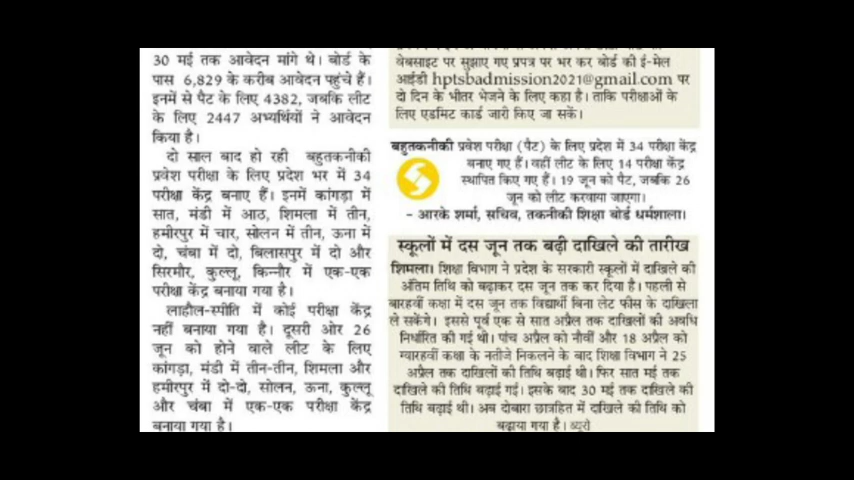 30 मई तक आवेदन मांगे थे। बोर्ड के
पास 6,829 के करीब आवेदन पहुंचे हैं।
इनमें से पैट के लिए 4382, जबकि लीट
के लिए 2447 अभ्यर्थियों ने आवेदन
किया है।
दो साल बाद हो रही बहुतकनीकी
प्रवेश परीक्षा के लिए प्रदेश भर में 34
परीक्षा केंद्र बनाए हैं। इनमें कांगड़ा में
सात, मंडी में आठ, शिमला में तीन,
हमीरपुर में चार, सोलन में तीन, ऊना में
दो, चंबा में दो, बिलासपुर में दो और
सिरमौर, कुल्लू, किन्नौर में एक-एक
परीक्षा केंद्र बनाया गया है।
लाहौल-स्पीति में कोई परीक्षा केंद्र
नहीं बनाया गया है। दूसरी ओर 26
जून को होने वाले लीट के लिए
कांगड़ा, मंडी में तीन-तीन, शिमला और
हमीरपुर में दो-दो, सोलन, ऊना, कुल्लू
और चंबा में एक-एक परीक्षा केंद्र
बनाया गया है।
वेबसाइट पर सुझाए गए प्रपत्र पर भर कर बोर्ड की ई-मेल
आईडी hptsbadmission2021@gmail.com पर
दो दिन के भीतर भेजने के लिए कहा है। ताकि परीक्षाओं के
लिए एडमिट कार्ड जारी किए जा सकें।
बहुतकनीकी प्रवेश परीक्षा (पैट) के लिए प्रदेश में 34 परीक्षा केंद्र
बनाए गए हैं। वहीं लीट के लिए 14 परीक्षा केंद्र
स्थापित किए गए हैं। 19 जून को पैट, जबकि 26
जून को लीट करवाया जाएगा।
- आरके शर्मा, सचिव, तकनीकी शिक्षा बोर्ड धर्मशाला।
स्कूलों में दस जून तक बढ़ी दाखिले की तारीख
शिमला। शिक्षा विभाग ने प्रदेश के सरकारी स्कूलों में दाखिले की
अंतिम तिथि को बढ़ाकर दस जून तक कर दिया है। पहली से
बारहवीं कक्षा में दस जून तक विद्यार्थी बिना लेट फीस के दाखिला
ले सकेंगे। इससे पूर्व एक से सात अप्रैल तक दाखिलों की अवधि
निर्धारित की गई थी। पांच अप्रैल को नौवीं और 18 अप्रैल को
ग्यारहवीं कक्षा के नतीजे निकलने के बाद शिक्षा विभाग ने 25
अप्रैल तक दाखिलों की तिथि बढ़ाई थी। फिर सात मई तक
दाखिले की तिथि बढ़ाई गई। इसके बाद 30 मई तक दाखिले की
तिथि बढ़ाई थी। अब दोबारा छात्रहित में दाखिले की तिथि को
बढ़ाया गया है। ब्यूरो